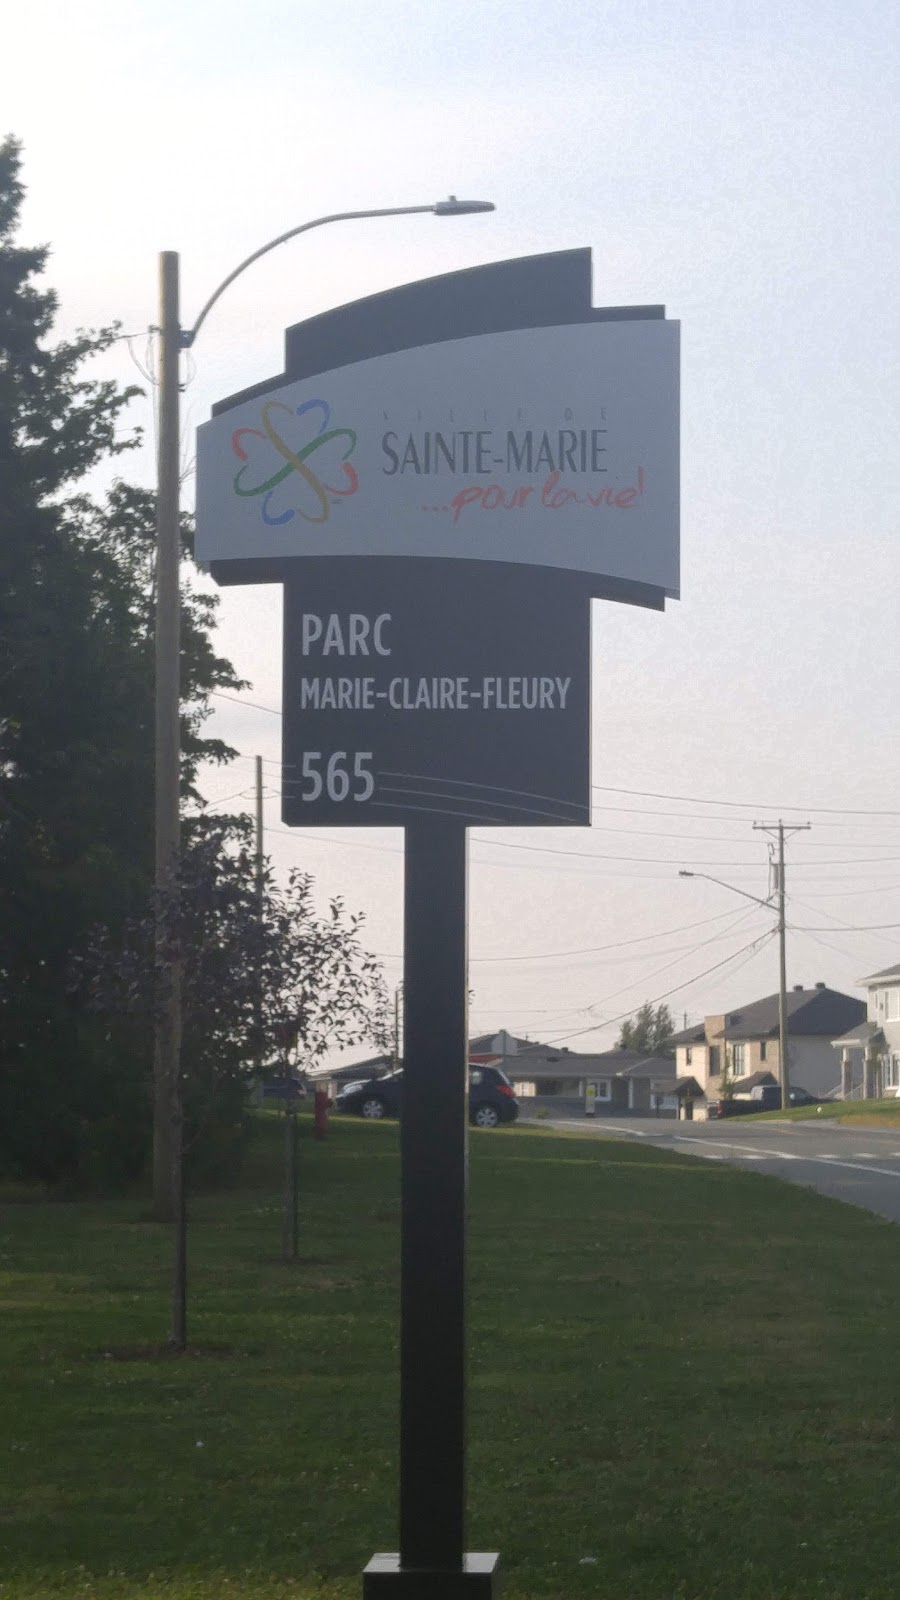 VILLE DE
SAINTE-MARIE
...pour la vie!
PARC
MARIE-CLAIRE-FLEURY
565